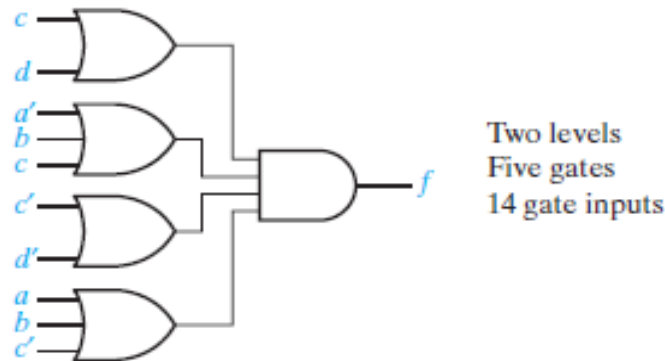 c
d
a′
b
c
c′
d′
a
b
c′
f
Two levels
Five gates
14 gate inputs